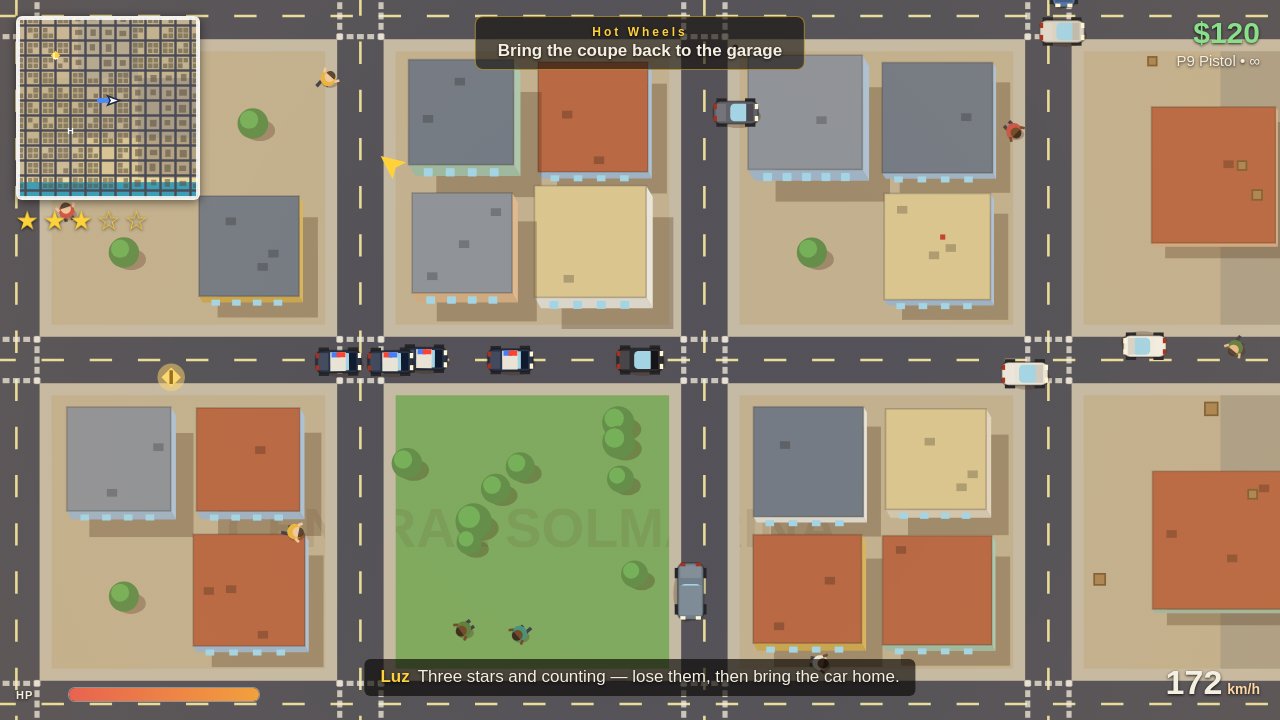 Hot Wheels
Bring the coupe back to the garage
$120
P9 Pistol • ∞
Luz Three stars and counting — lose them, then bring the car home.
HP
172 km/h